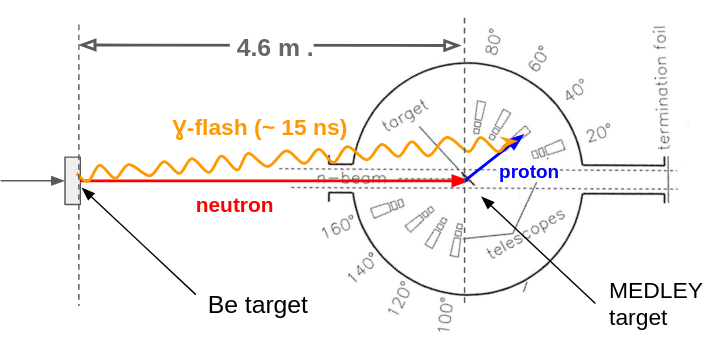 4.6 m .
80°
60°
40°
20°
termination foil
Ɣ-flash (~ 15 ns)
target
proton
n-beam
neutron
160°
140°
120°
100°
telescopes
Be target
MEDLEY
target